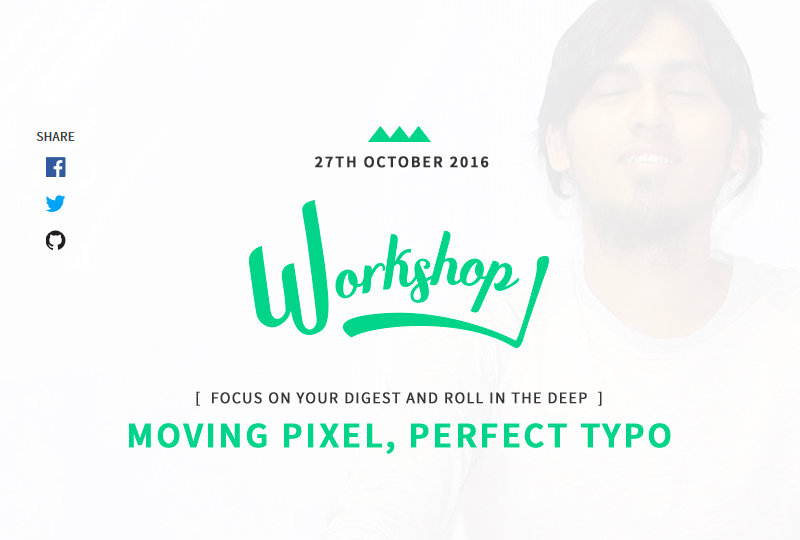 SHARE
27TH OCTOBER 2016
Workshop
[ FOCUS ON YOUR DIGEST AND ROLL IN THE DEEP ]
MOVING PIXEL, PERFECT TYPO